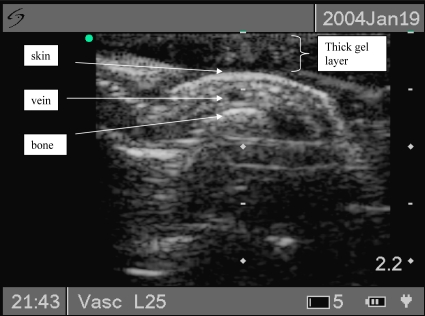 2004Jan19
Thick gel
layer
skin
vein
bone
2.2
21:43 Vasc L25 5